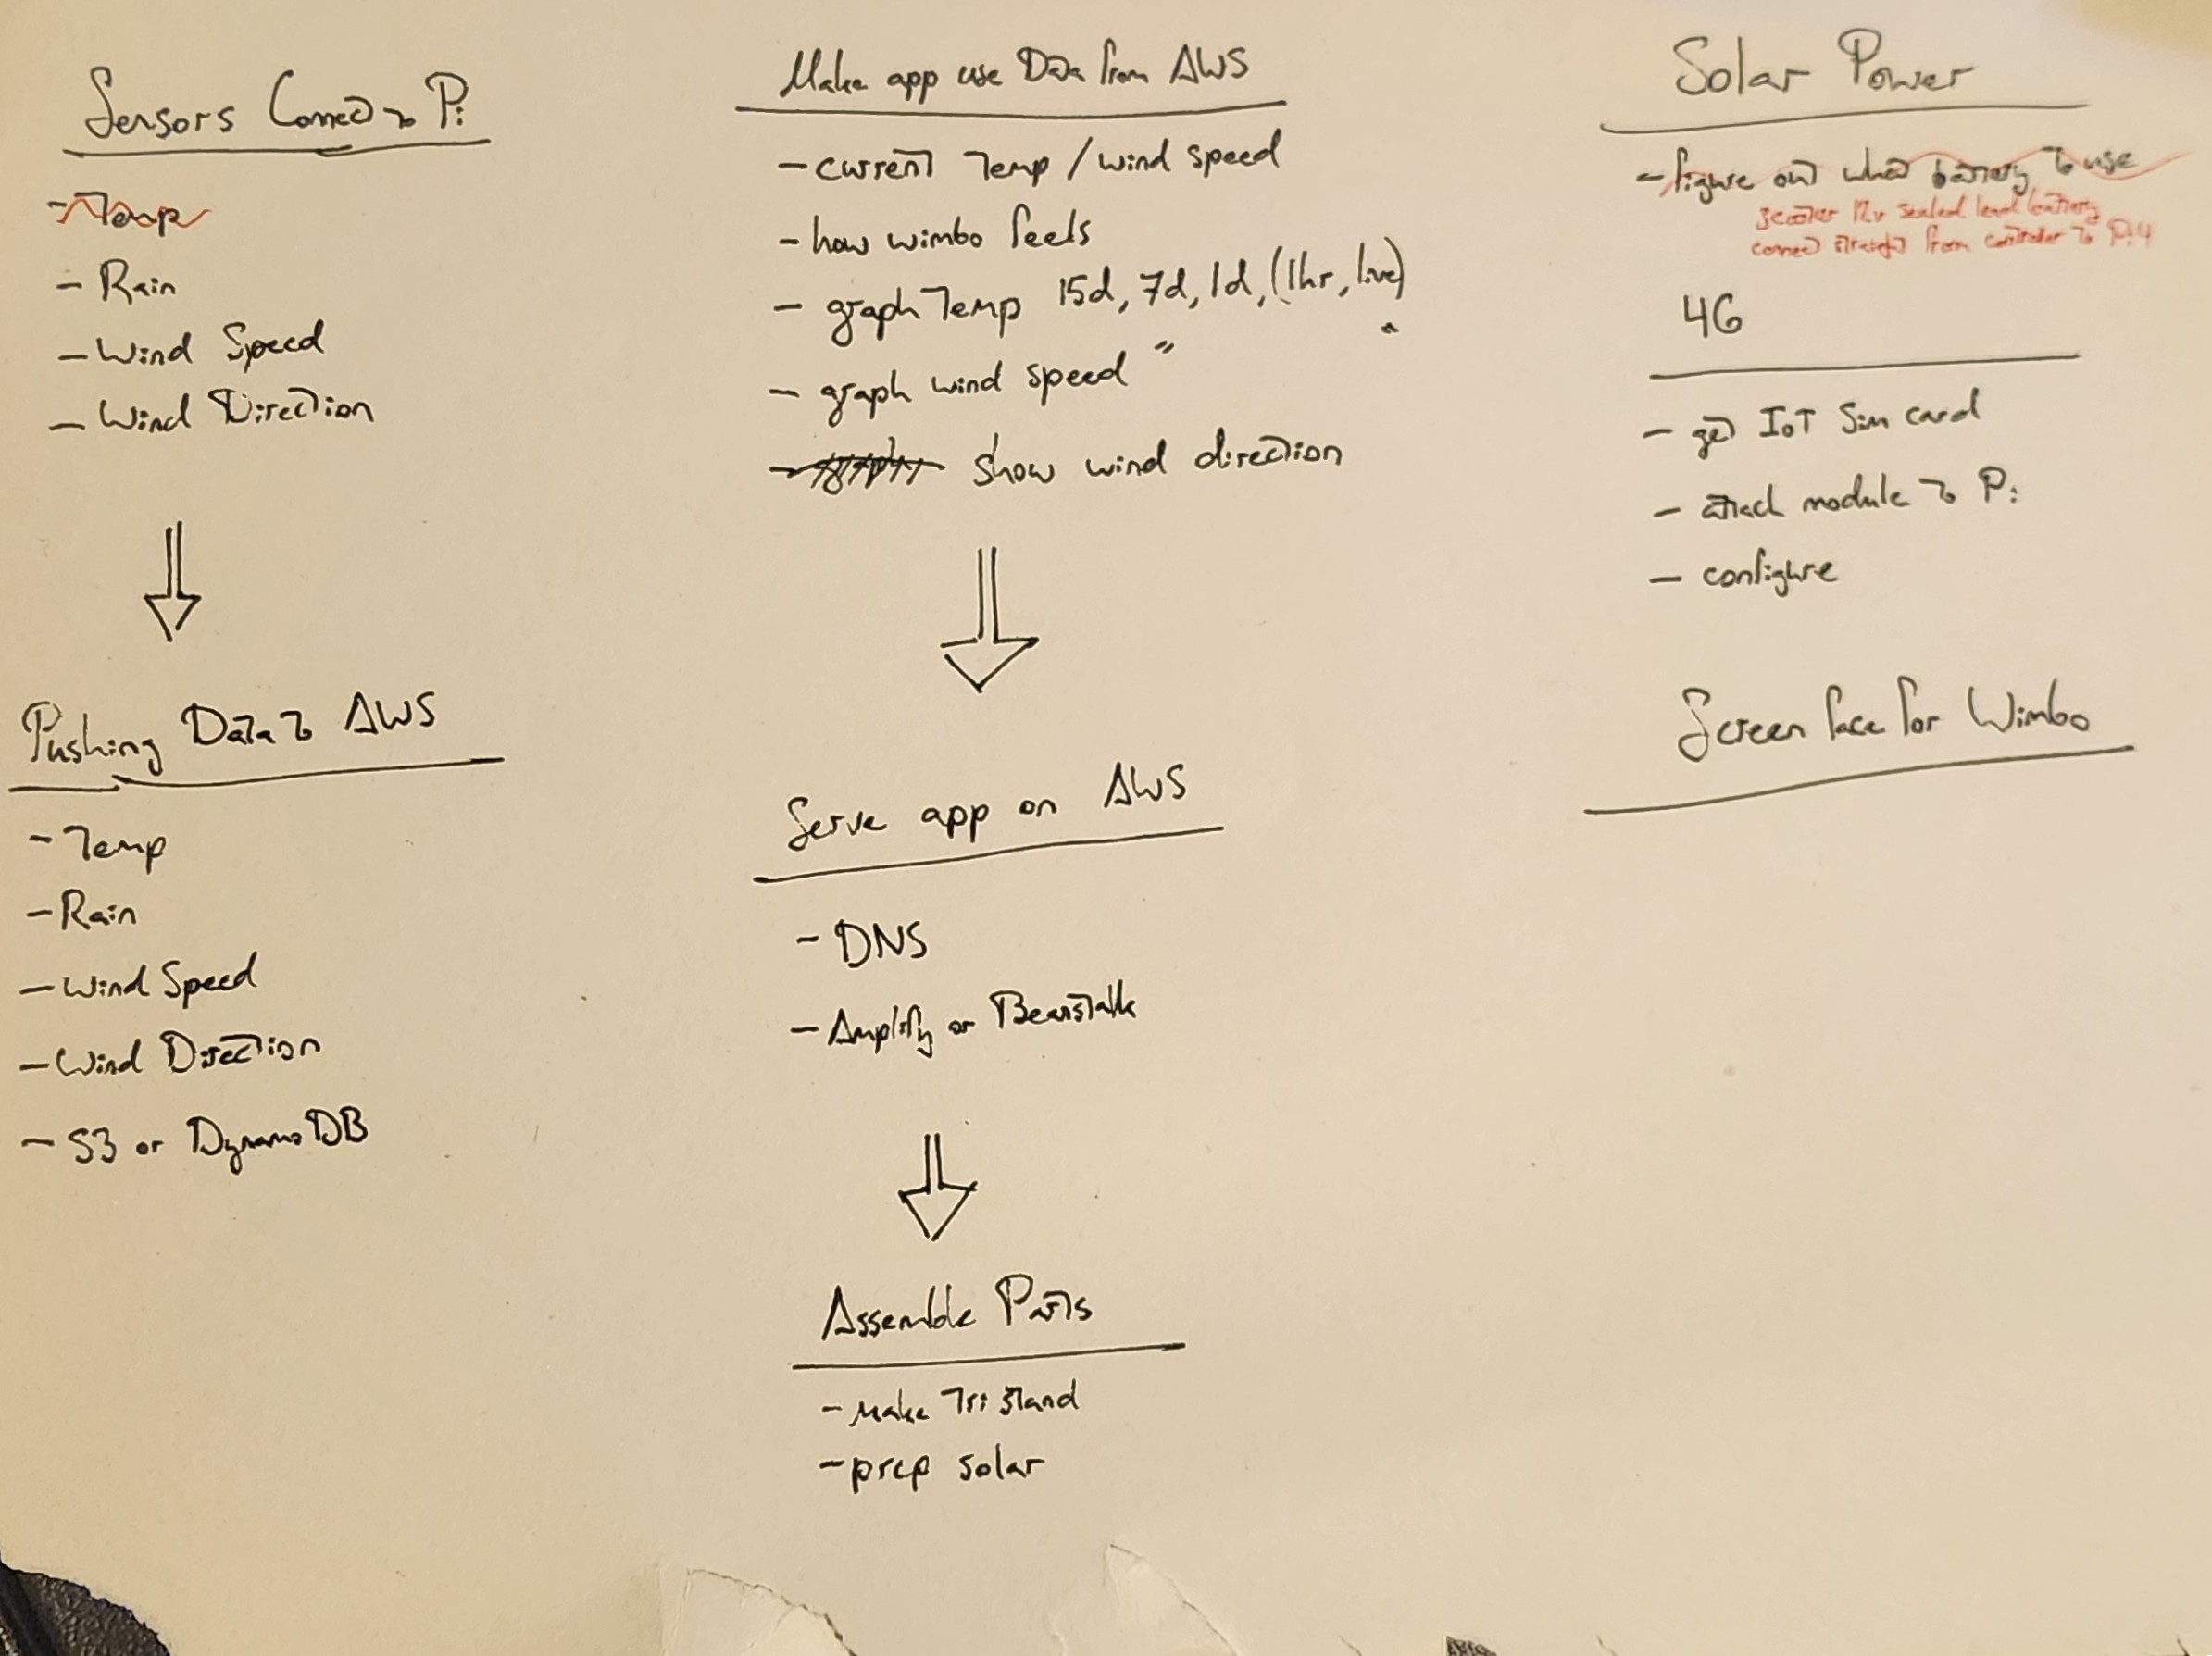 Sensors Connect to Pi
- Temp
- Rain
- Wind Speed
- Wind Direction
Pushing Data to AWS
- Temp
- Rain
- Wind Speed
- Wind Direction
- S3 or DynamoDB
Make app use Data from AWS
- current Temp / wind speed
- how wimbo feels
- graph Temp 15d, 7d, 1d, (1hr, live)
- graph wind speed " "
- show wind direction
Serve app on AWS
- DNS
- Amplify or Beanstalk
Assemble Parts
- Make Tri stand
- prep solar
Solar Power
- figure out what battery to use
scooter 12v sealed lead battery
connect straight from controller to Pi 4
4G
- get IoT Sim card
- attach module to Pi
- configure
Screen face for Wimbo